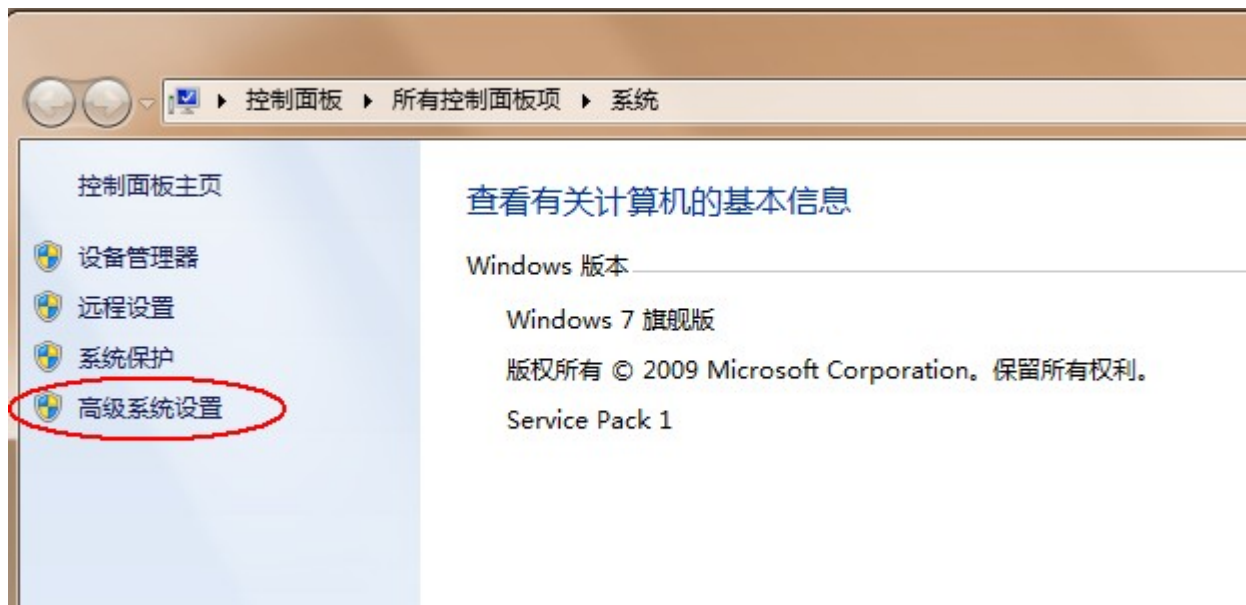 控制面板 所有控制面板项 系统
控制面板主页
设备管理器
远程设置
系统保护
高级系统设置
查看有关计算机的基本信息
Windows 版本
Windows 7 旗舰版
版权所有 © 2009 Microsoft Corporation。保留所有权利。
Service Pack 1